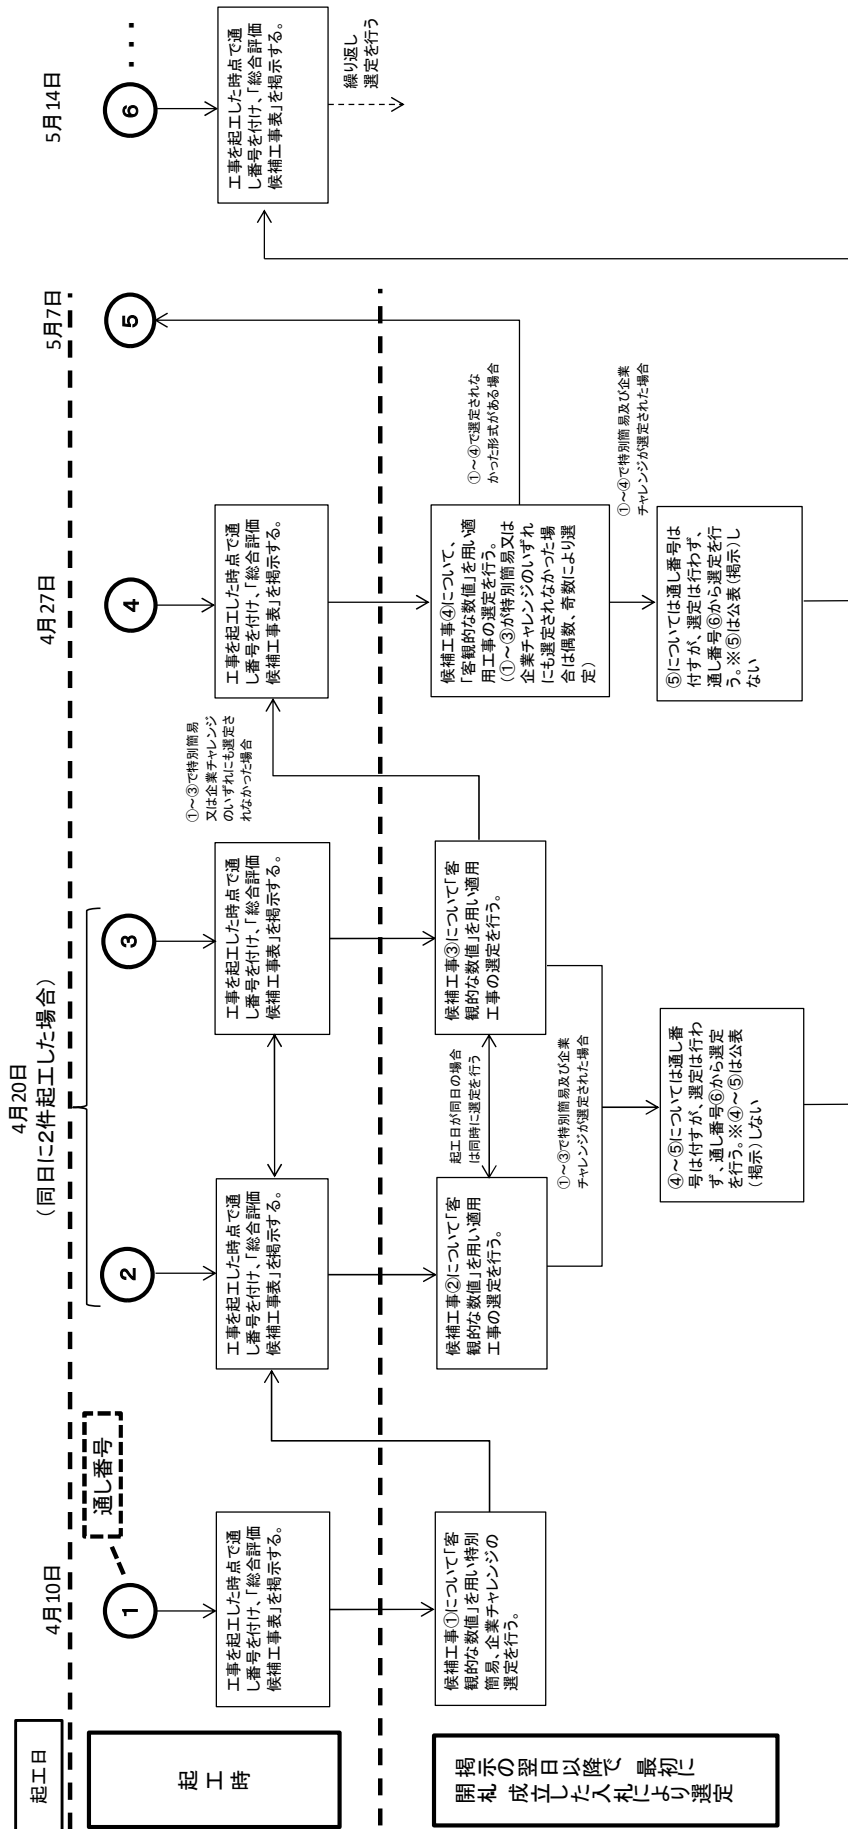 起工日
4月10日
4月20日
(同日に2件起工した場合)
4月27日
5月7日
5月14日
起工時
通し番号
1
2
3
4
5
6
・・・
工事を起工した時点で通
し番号を付け、「総合評価
候補工事表」を掲示する。
工事を起工した時点で通
し番号を付け、「総合評価
候補工事表」を掲示する。
工事を起工した時点で通
し番号を付け、「総合評価
候補工事表」を掲示する。
①～③で特別簡易
又は企業チャレンジ
のいずれにも選定さ
れなかった場合
工事を起工した時点で通
し番号を付け、「総合評価
候補工事表」を掲示する。
工事を起工した時点で通
し番号を付け、「総合評価
候補工事表」を掲示する。
繰り返し
選定を行う
掲示の翌日以降で、最初に
開札・成立した入札により選定
候補工事①について「客
観的な数値」を用い特別
簡易、企業チャレンジの
選定を行う。
候補工事②について「客
観的な数値」を用い適用
工事の選定を行う。
起工日が同日の場合
は同時に選定を行う
候補工事③について「客
観的な数値」を用い適用
工事の選定を行う。
①～③で特別簡易及び企業
チャレンジが選定された場合
④～⑤については通し番
号は付すが、選定は行わ
ず、通し番号⑥から選定
を行う。※④～⑤は公表
(掲示)しない
候補工事④について、
「客観的な数値」を用い適
用工事の選定を行う。
(①～③が特別簡易又は
企業チャレンジのいずれ
にも選定されなかった場
合は偶数、奇数により選
定)
①～④で選定されな
かった形式がある場合
①～④で特別簡易及び企業
チャレンジが選定された場合
⑤については通し番号は
付すが、選定は行わず、
通し番号⑥から選定を行
う。※⑤は公表(掲示)し
ない